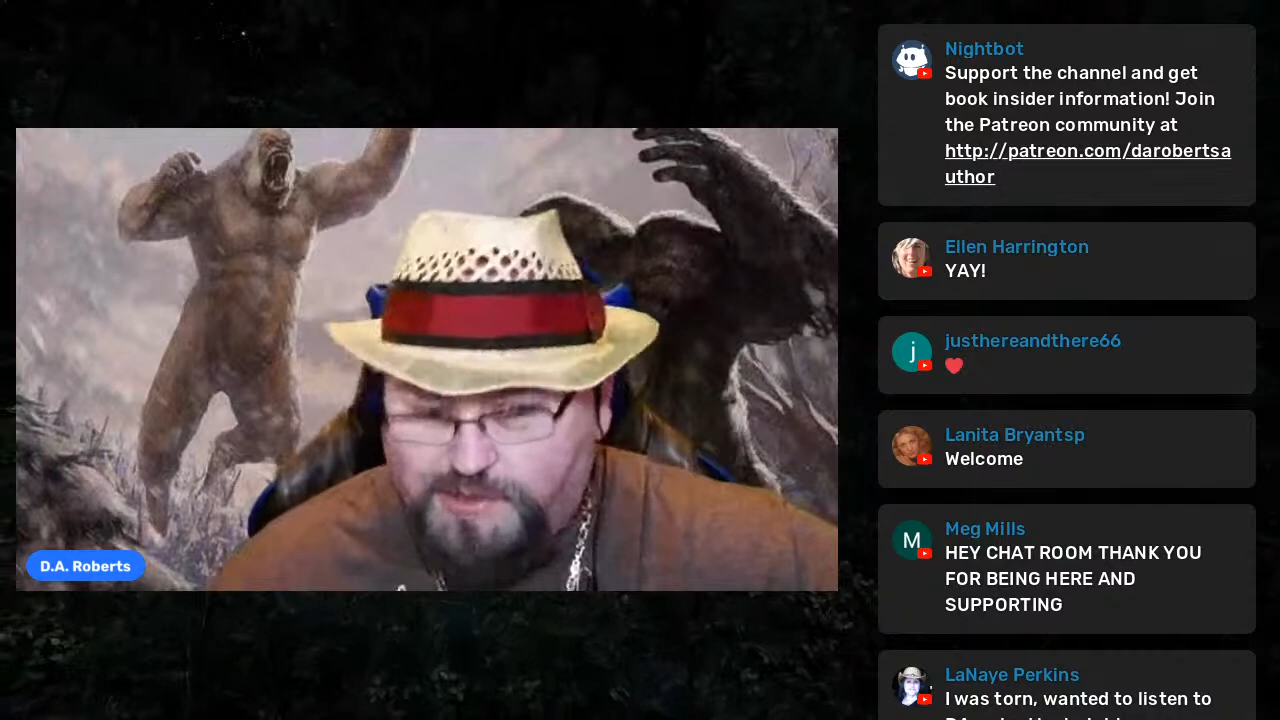 D.A. Roberts
Nightbot
Support the channel and get
book insider information! Join
the Patreon community at
http://patreon.com/darobertsa
uthor
Ellen Harrington
YAY!
justhereandthere66
j
❤️
Lanita Bryantsp
Welcome
Meg Mills
M
HEY CHAT ROOM THANK YOU
FOR BEING HERE AND
SUPPORTING
LaNaye Perkins
I was torn, wanted to listen to